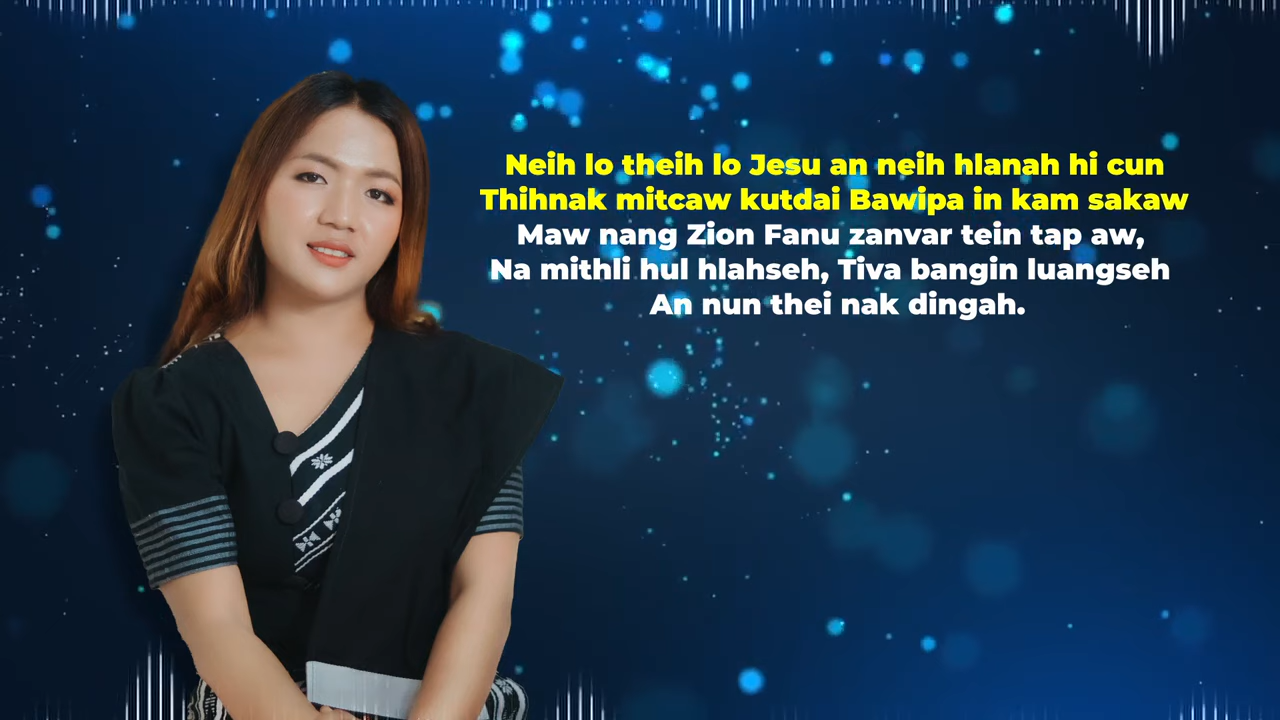 Neih lo theih lo Jesu an neih hlanah hi cun
Thihnak mitcaw kutdai Bawipa in kam sakaw
Maw nang Zion Fanu zanvar tein tap aw,
Na mithli hul hlahseh, Tiva bangin luangseh
An nun thei nak dingah.